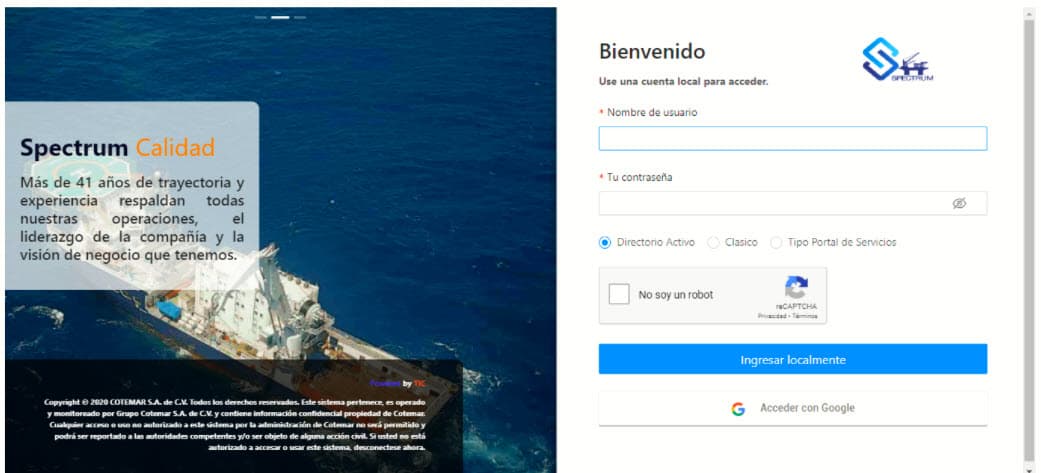 Spectrum Calidad
Más de 41 años de trayectoria y
experiencia respaldan todas
nuestras operaciones, el
liderazgo de la compañía y la
visión de negocio que tenemos.
Powered by TIC
Copyright © 2020 COTEMAR S.A. de C.V. Todos los derechos reservados. Este sistema pertenece, es operado
y monitoreado por Grupo Cotemar S.A. de C.V. y contiene información confidencial propiedad de Cotemar.
Cualquier acceso o uso no autorizado a este sistema por la administración de Cotemar no será permitido y
podrá ser reportado a las autoridades competentes y/o ser objeto de alguna acción civil. Si usted no está
autorizado a accesar o usar este sistema, desconectese ahora.
Bienvenido
SPECTRUM
Use una cuenta local para acceder.
* Nombre de usuario
* Tu contraseña
Directorio Activo Clasico Tipo Portal de Servicios
No soy un robot
reCAPTCHA
Privacidad - Términos
Ingresar localmente
Acceder con Google